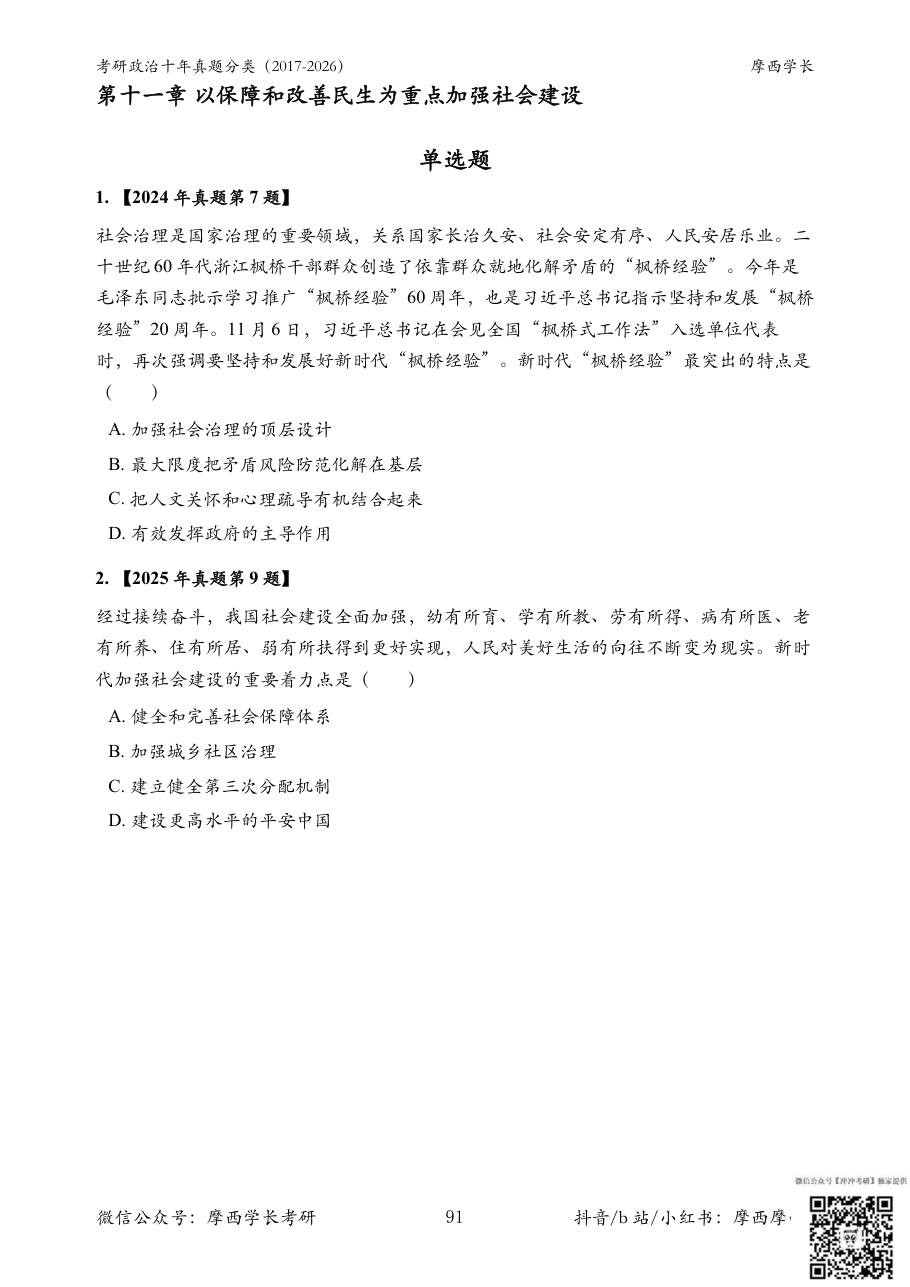 考研政治十年真题分类（2017-2026） 摩西学长
第十一章 以保障和改善民生为重点加强社会建设
单选题
1. 【2024 年真题第 7 题】
社会治理是国家治理的重要领域，关系国家长治久安、社会安定有序、人民安居乐业。二
十世纪 60 年代浙江枫桥干部群众创造了依靠群众就地化解矛盾的“枫桥经验”。今年是
毛泽东同志批示学习推广“枫桥经验”60 周年，也是习近平总书记指示坚持和发展“枫桥
经验”20 周年。11 月 6 日，习近平总书记在会见全国“枫桥式工作法”入选单位代表
时，再次强调要坚持和发展好新时代“枫桥经验”。新时代“枫桥经验”最突出的特点是
（ ）
A. 加强社会治理的顶层设计
B. 最大限度把矛盾风险防范化解在基层
C. 把人文关怀和心理疏导有机结合起来
D. 有效发挥政府的主导作用
2. 【2025 年真题第 9 题】
经过接续奋斗，我国社会建设全面加强，幼有所育、学有所教、劳有所得、病有所医、老
有所养、住有所居、弱有所扶得到更好实现，人民对美好生活的向往不断变为现实。新时
代加强社会建设的重要着力点是（ ）
A. 健全和完善社会保障体系
B. 加强城乡社区治理
C. 建立健全第三次分配机制
D. 建设更高水平的平安中国
微信公众号【冲冲考研】独家提供
微信公众号：摩西学长考研 91 抖音/b 站/小红书：摩西摩